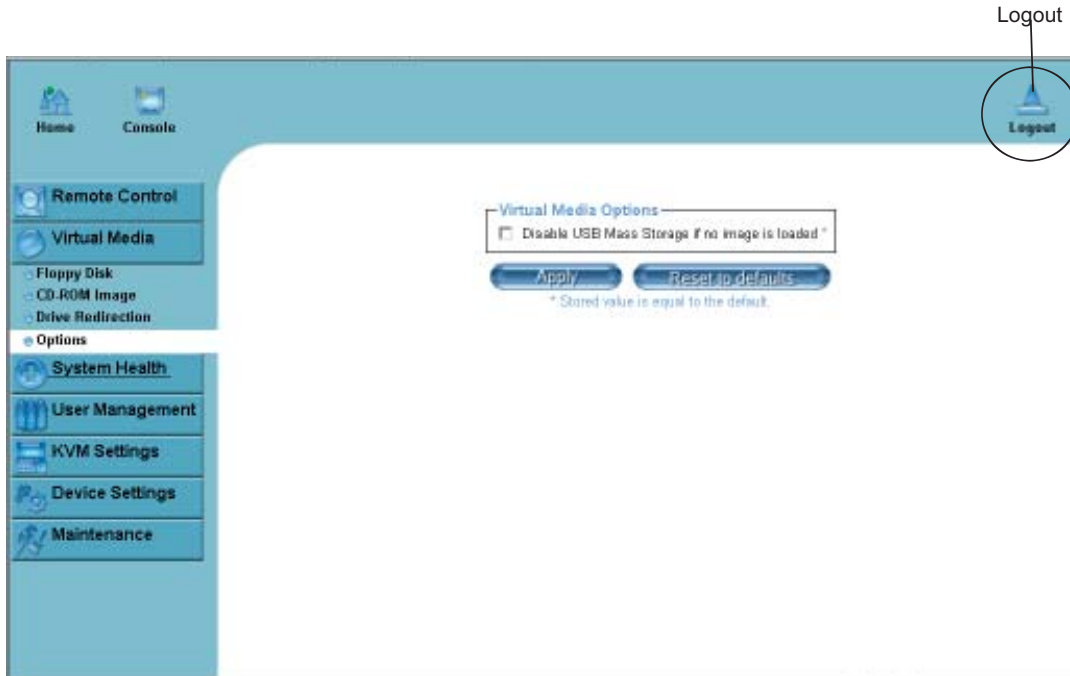 Logout
Home Console Logout
Remote Control
Virtual Media
Floppy Disk
CD-ROM Image
Drive Redirection
Options
System Health
User Management
KVM Settings
Device Settings
Maintenance
Virtual Media Options
Disable USB Mass Storage if no image is loaded *
Apply Reset to defaults
* Stored value is equal to the default.